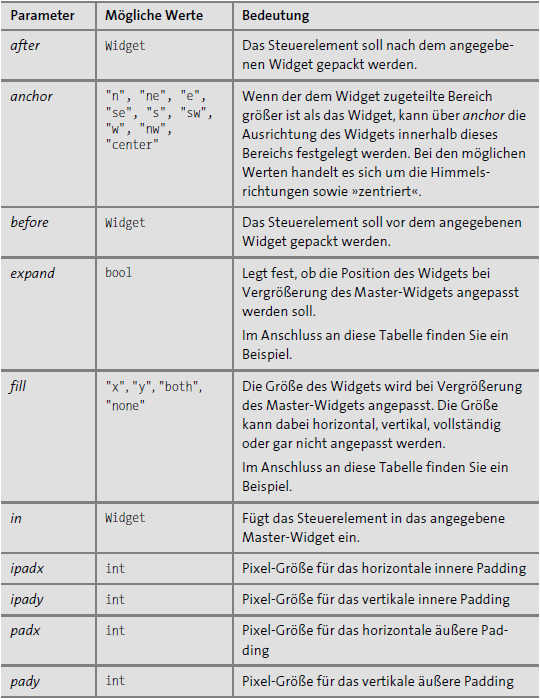 Parameter Mögliche Werte Bedeutung
after Widget Das Steuerelement soll nach dem angegebe-
nen Widget gepackt werden.
anchor "n", "ne", "e", Wenn der dem Widget zugeteilte Bereich
"se", "s", "sw", größer ist als das Widget, kann über anchor die
"w", "nw", Ausrichtung des Widgets innerhalb dieses
"center" Bereichs festgelegt werden. Bei den möglichen
Werten handelt es sich um die Himmels-
richtungen sowie »zentriert«.
before Widget Das Steuerelement soll vor dem angegebenen
Widget gepackt werden.
expand bool Legt fest, ob die Position des Widgets bei
Vergrößerung des Master-Widgets angepasst
werden soll.
Im Anschluss an diese Tabelle finden Sie ein
Beispiel.
fill "x", "y", "both", Die Größe des Widgets wird bei Vergrößerung
"none" des Master-Widgets angepasst. Die Größe
kann dabei horizontal, vertikal, vollständig
oder gar nicht angepasst werden.
Im Anschluss an diese Tabelle finden Sie ein
Beispiel.
in Widget Fügt das Steuerelement in das angegebene
Master-Widget ein.
ipadx int Pixel-Größe für das horizontale innere Padding
ipady int Pixel-Größe für das vertikale innere Padding
padx int Pixel-Größe für das horizontale äußere Pad-
ding
pady int Pixel-Größe für das vertikale äußere Padding